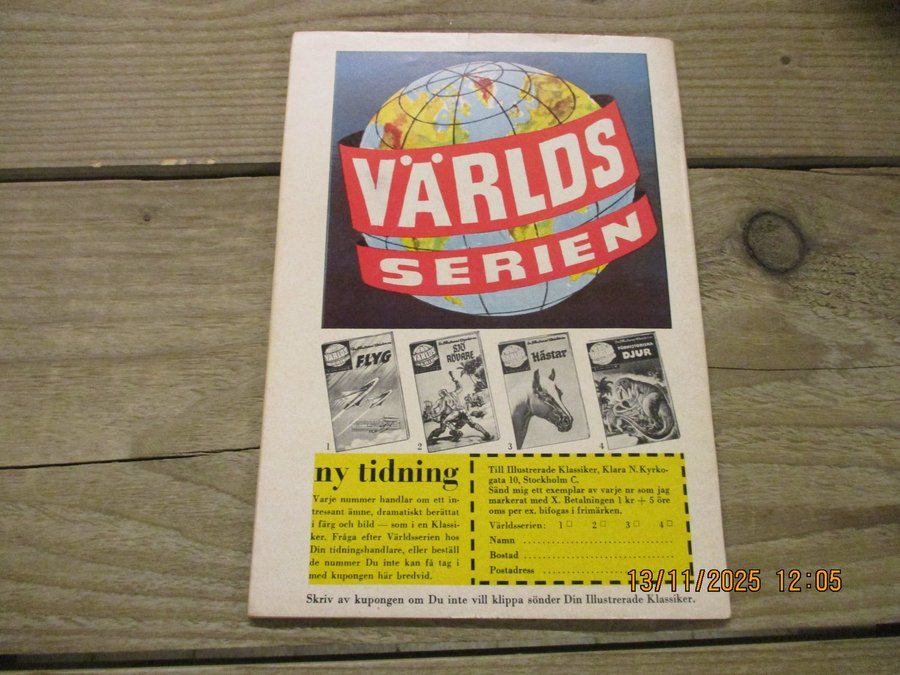 VÄRLDS
SERIEN
VÄRLDS
FLYG
VÄRLDS
SJÖ
RÖVARE
Hästar
FÖRHISTORISKA
DJUR
1
2
3
4
ny tidning
Varje nummer handlar om ett in-
tressant ämne, dramatiskt berättat
i färg och bild — som i en Klassi-
ker. Fråga efter Världsserien hos
Din tidningshandlare, eller beställ
de nummer Du inte kan få tag i
med kupongen här bredvid.
Till Illustrerade Klassiker, Klara N. Kyrko-
gata 10, Stockholm C.
Sänd mig ett exemplar av varje nr som jag
markerat med X. Betalningen 1 kr + 5 öre
oms per ex. bifogas i frimärken.
Världsserien: 1 □ 2 □ 3 □ 4 □
Namn
Bostad
Postadress
Skriv av kupongen om Du inte vill klippa sönder Din Illustrerade Klassiker.
13/11/2025 12:05